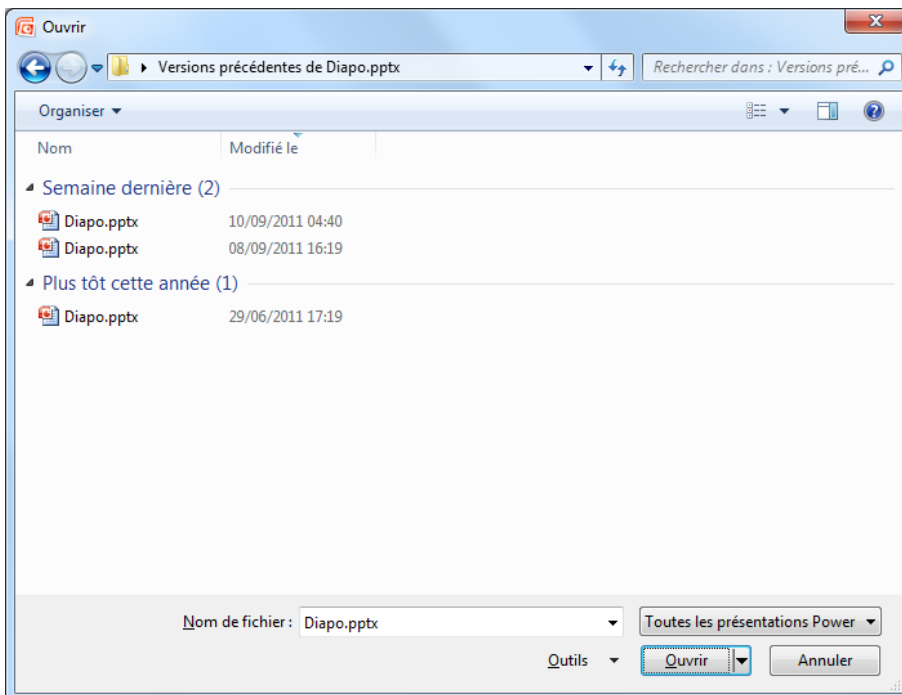 Ouvrir
Versions précédentes de Diapo.pptx
Rechercher dans : Versions pré...
Organiser
Nom Modifié le
Semaine dernière (2)
Diapo.pptx 10/09/2011 04:40
Diapo.pptx 08/09/2011 16:19
Plus tôt cette année (1)
Diapo.pptx 29/06/2011 17:19
Nom de fichier : Diapo.pptx Toutes les présentations Power
Outils Ouvrir Annuler